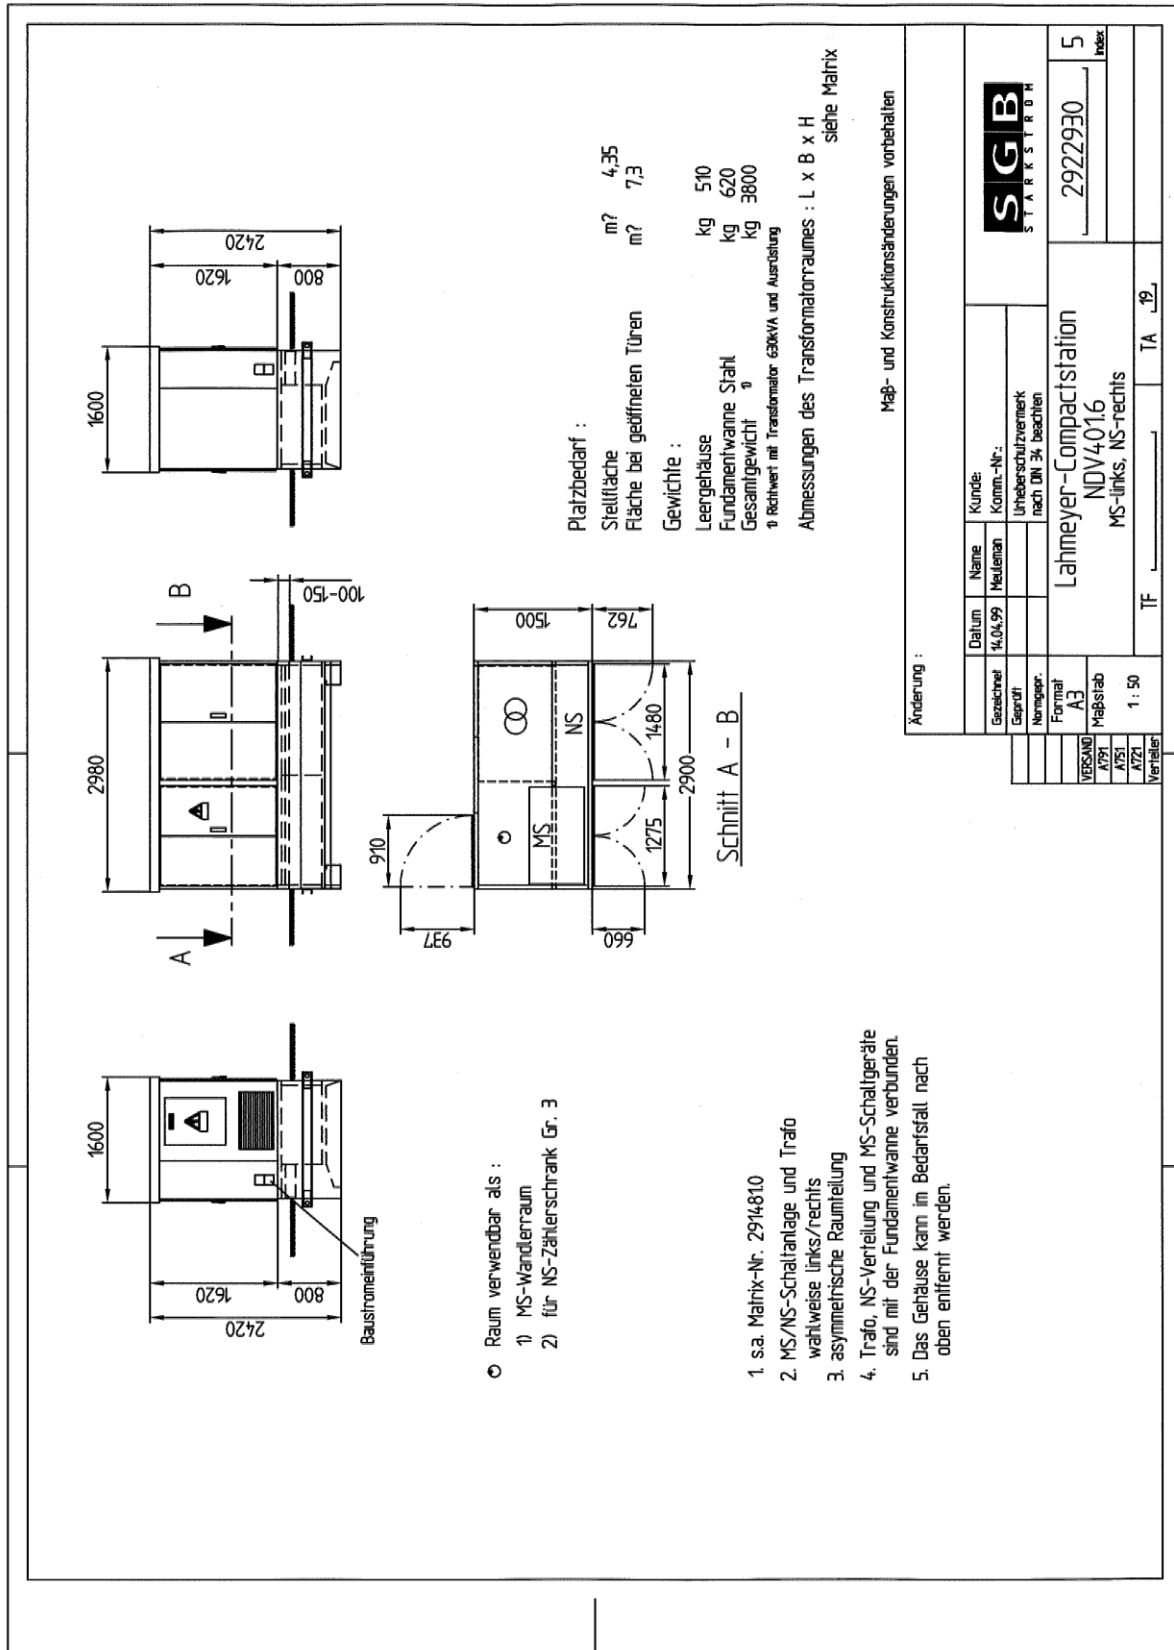 1600
2420
1620
800
Baustromeinführung
2980
A
B
100-150
1600
2420
1620
800
Raum verwendbar als :
1) MS-Wandlerraum
2) für NS-Zählerschrank Gr. 3
937
910
MS
NS
1500
762
660
1275
1480
2900
Schnitt A - B
Platzbedarf :
Stellfläche m? 4,35
Fläche bei geöffneten Türen m? 7,3
Gewichte :
Leergehäuse kg 510
Fundamentwanne Stahl kg 620
Gesamtgewicht 1) kg 3800
1) Richtwert mit Transformator 630kVA und Ausrüstung
Abmessungen des Transformatorraumes : L x B x H
siehe Matrix
1. s.a. Matrix-Nr. 2914810
2. MS/NS-Schaltanlage und Trafo
wahlweise links/rechts
3. asymmetrische Raumteilung
4. Trafo, NS-Verteilung und MS-Schaltgeräte
sind mit der Fundamentwanne verbunden.
5. Das Gehäuse kann im Bedarfsfall nach
oben entfernt werden.
Maß- und Konstruktionsänderungen vorbehalten
Änderung :
Datum Name Kunde:
Gezeichnet 14.04.99 Meuleman Komm.-Nr.:
Geprüft Urheberschutzvermerk
Normgepr. nach DIN 34 beachten
SGB
STARKSTROM
Format
A3
Maßstab
1 : 50
Lahmeyer-Compactstation
NDV401.6
MS-links, NS-rechts
2922930
5
Index
VERSAND
A791
A751
A721
Verteiler
TF
TA
19